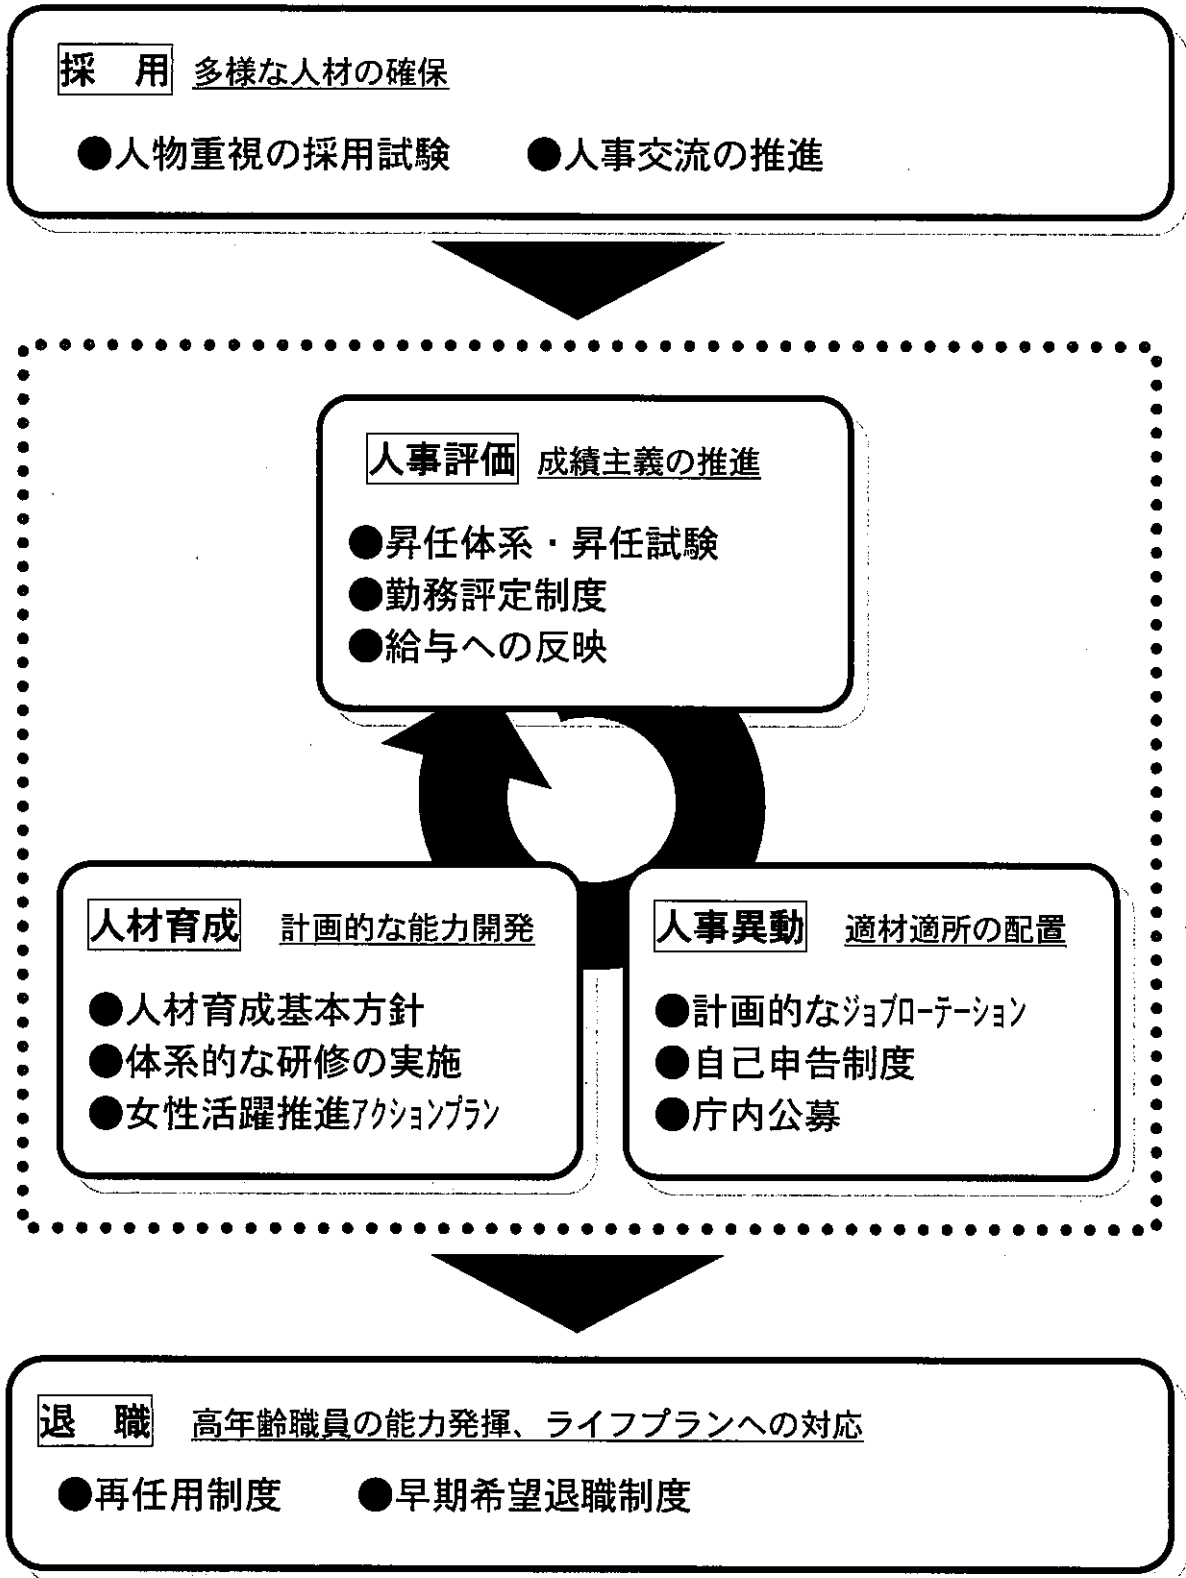 採　用 多様な人材の確保
●人物重視の採用試験　●人事交流の推進
人事評価 成績主義の推進
●昇任体系・昇任試験
●勤務評定制度
●給与への反映
人材育成 計画的な能力開発
●人材育成基本方針
●体系的な研修の実施
●女性活躍推進ｱｸｼｮﾝﾌﾟﾗﾝ
人事異動 適材適所の配置
●計画的なｼﾞｮﾌﾞﾛｰﾃｰｼｮﾝ
●自己申告制度
●庁内公募
退　職 高年齢職員の能力発揮、ライフプランへの対応
●再任用制度　●早期希望退職制度